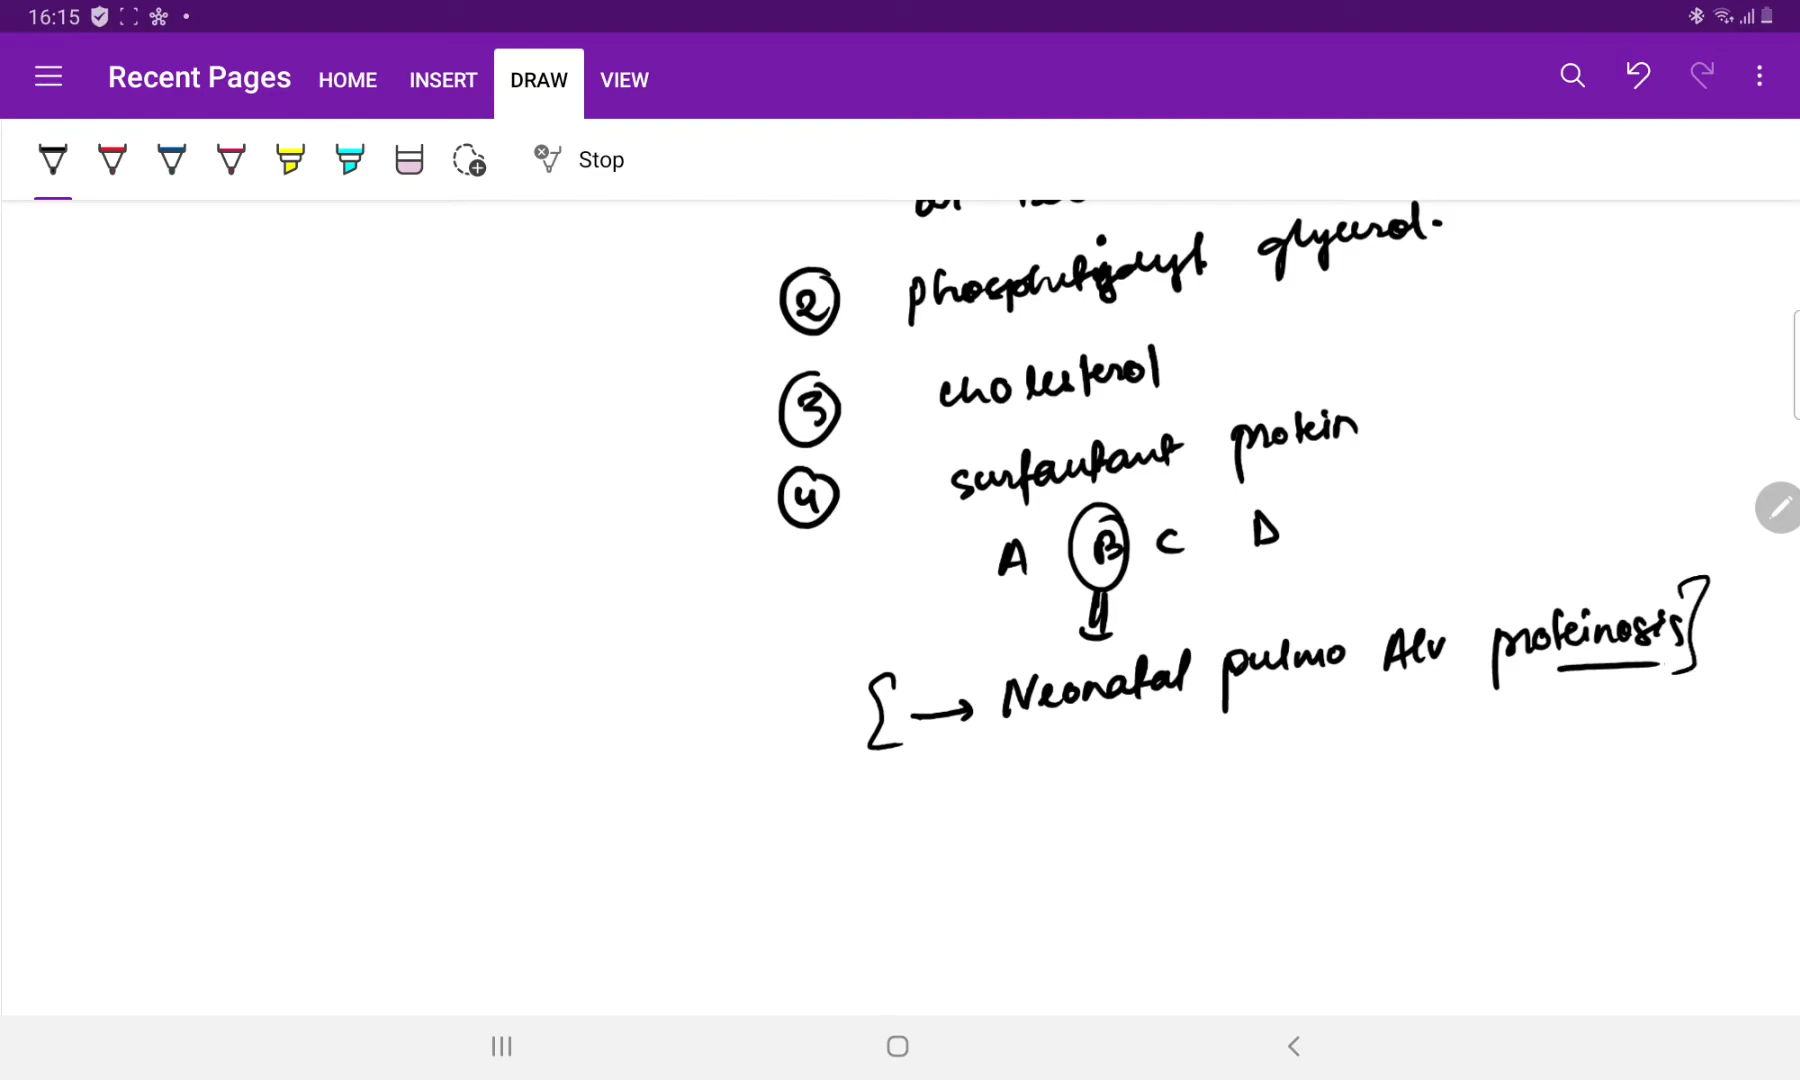 16:15
Recent Pages HOME INSERT DRAW VIEW
Stop
② phosphatidyl glycerol.
③ cholesterol
④ surfactant protein
A B C D
[→ Neonatal pulmo Alv proteinosis]